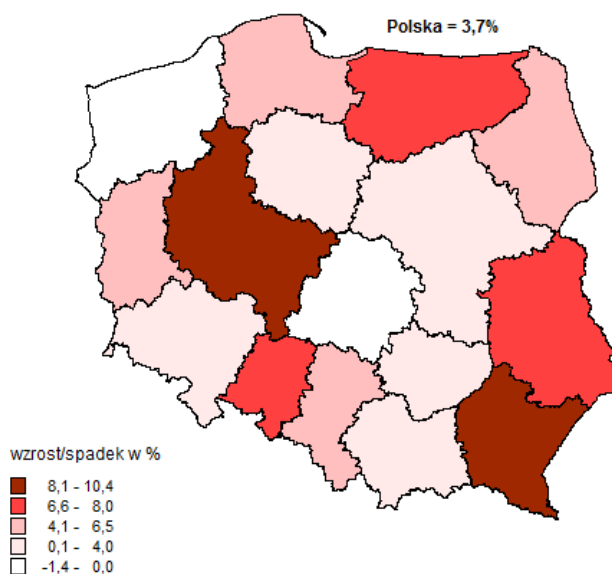 Polska = 3,7%
wzrost/spadek w %
8,1 - 10,4
6,6 - 8,0
4,1 - 6,5
0,1 - 4,0
-1,4 - 0,0